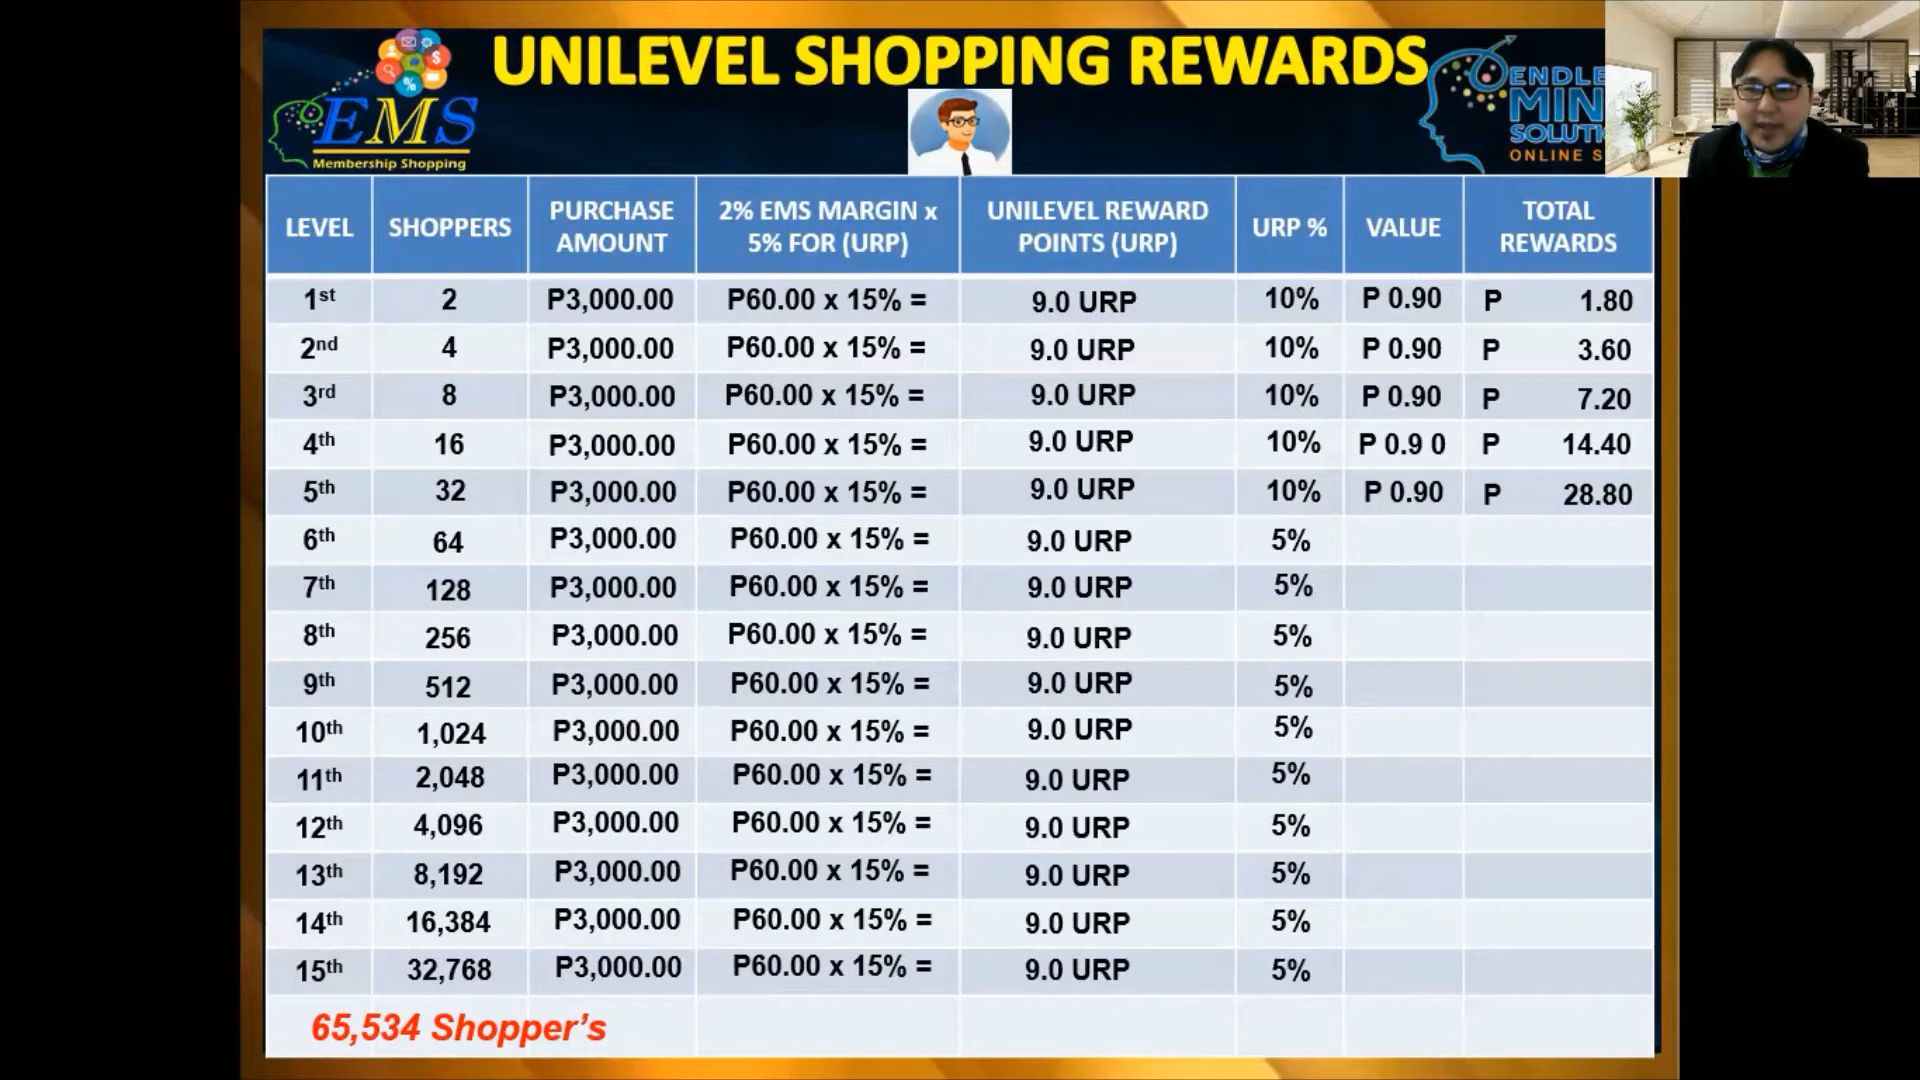 UNILEVEL SHOPPING REWARDS
EMS
Membership Shopping
ENDLE
MIN
SOLUTI
ONLINE S
LEVEL SHOPPERS PURCHASE AMOUNT 2% EMS MARGIN x 5% FOR (URP) UNILEVEL REWARD POINTS (URP) URP % VALUE TOTAL REWARDS
1st 2 P3,000.00 P60.00 x 15% = 9.0 URP 10% P 0.90 P 1.80
2nd 4 P3,000.00 P60.00 x 15% = 9.0 URP 10% P 0.90 P 3.60
3rd 8 P3,000.00 P60.00 x 15% = 9.0 URP 10% P 0.90 P 7.20
4th 16 P3,000.00 P60.00 x 15% = 9.0 URP 10% P 0.9 0 P 14.40
5th 32 P3,000.00 P60.00 x 15% = 9.0 URP 10% P 0.90 P 28.80
6th 64 P3,000.00 P60.00 x 15% = 9.0 URP 5%
7th 128 P3,000.00 P60.00 x 15% = 9.0 URP 5%
8th 256 P3,000.00 P60.00 x 15% = 9.0 URP 5%
9th 512 P3,000.00 P60.00 x 15% = 9.0 URP 5%
10th 1,024 P3,000.00 P60.00 x 15% = 9.0 URP 5%
11th 2,048 P3,000.00 P60.00 x 15% = 9.0 URP 5%
12th 4,096 P3,000.00 P60.00 x 15% = 9.0 URP 5%
13th 8,192 P3,000.00 P60.00 x 15% = 9.0 URP 5%
14th 16,384 P3,000.00 P60.00 x 15% = 9.0 URP 5%
15th 32,768 P3,000.00 P60.00 x 15% = 9.0 URP 5%
65,534 Shopper's